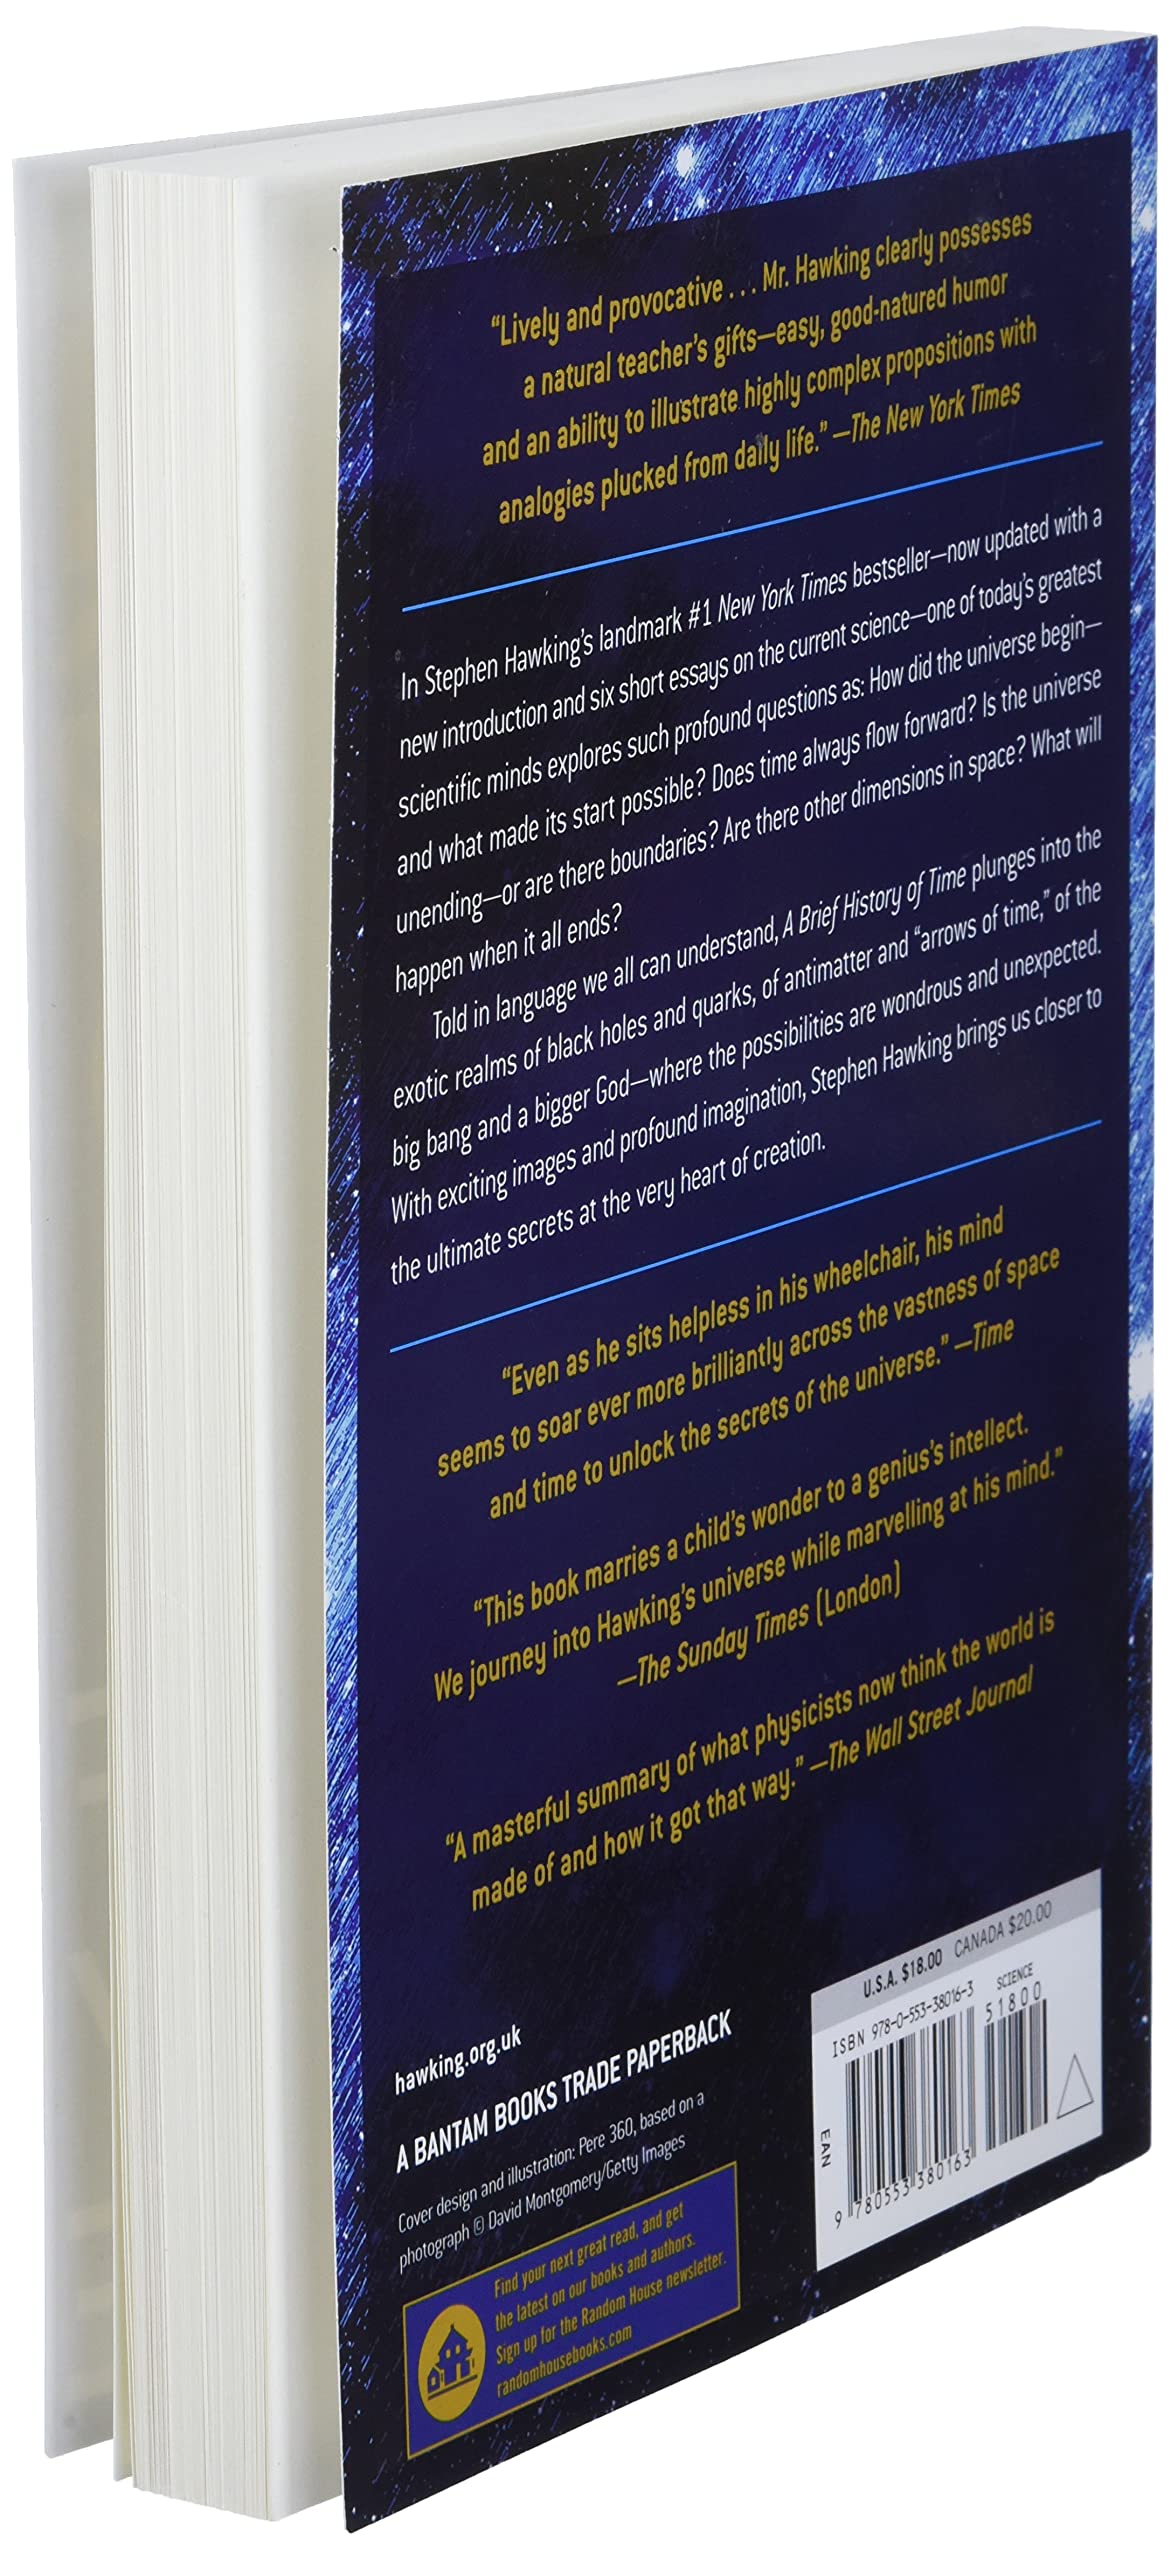 “Lively and provocative . . . Mr. Hawking clearly possesses
a natural teacher’s gifts—easy, good-natured humor
and an ability to illustrate highly complex propositions with
analogies plucked from daily life.” —The New York Times
In Stephen Hawking’s landmark #1 New York Times bestseller—now updated with a
new introduction and six short essays on the current science—one of today’s greatest
scientific minds explores such profound questions as: How did the universe begin—
and what made its start possible? Does time always flow forward? Is the universe
unending—or are there boundaries? Are there other dimensions in space? What will
happen when it all ends?
Told in language we all can understand, A Brief History of Time plunges into the
exotic realms of black holes and quarks, of antimatter and “arrows of time,” of the
big bang and a bigger God—where the possibilities are wondrous and unexpected.
With exciting images and profound imagination, Stephen Hawking brings us closer to
the ultimate secrets at the very heart of creation.
“Even as he sits helpless in his wheelchair, his mind
seems to soar ever more brilliantly across the vastness of space
and time to unlock the secrets of the universe.” —Time
“This book marries a child’s wonder to a genius’s intellect.
We journey into Hawking’s universe while marvelling at his mind.”
—The Sunday Times (London)
“A masterful summary of what physicists now think the world is
made of and how it got that way.” —The Wall Street Journal
hawking.org.uk
A BANTAM BOOKS TRADE PAPERBACK
Cover design and illustration: Pere 360, based on a
photograph © David Montgomery/Getty Images
Find your next great read, and get
the latest on our books and authors.
Sign up for the Random House newsletter.
randomhousebooks.com
U.S.A. $18.00 CANADA $20.00
SCIENCE
ISBN 978-0-553-38016-3
51800
EAN
9 780553 380163